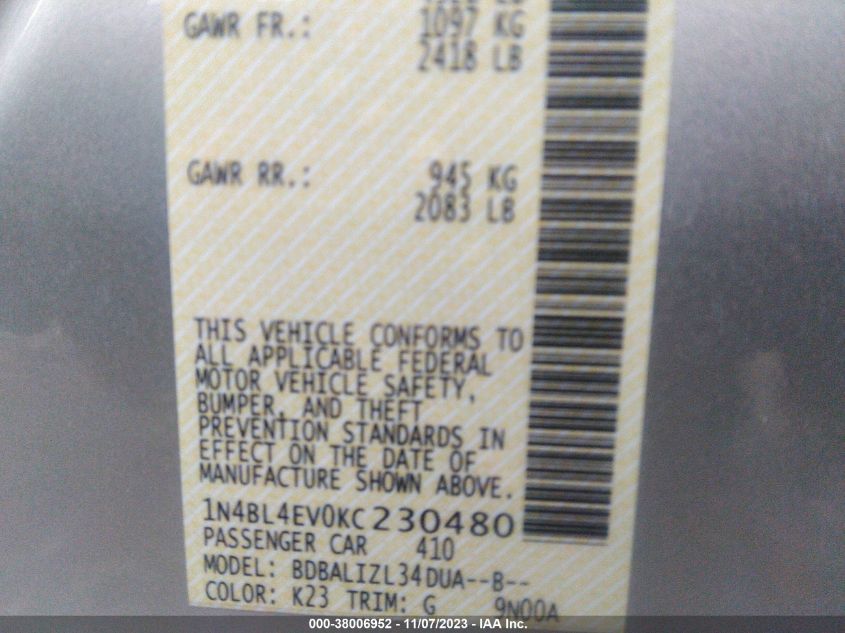 GAWR FR.: 1097 KG
2418 LB
GAWR RR.: 945 KG
2083 LB
THIS VEHICLE CONFORMS TO
ALL APPLICABLE FEDERAL
MOTOR VEHICLE SAFETY,
BUMPER, AND THEFT
PREVENTION STANDARDS IN
EFFECT ON THE DATE OF
MANUFACTURE SHOWN ABOVE.
1N4BL4EV0KC230480
PASSENGER CAR 410
MODEL: BDBALIZL34DUA--B--
COLOR: K23 TRIM: G 9N00A
000-38006952 - 11/07/2023 - IAA Inc.